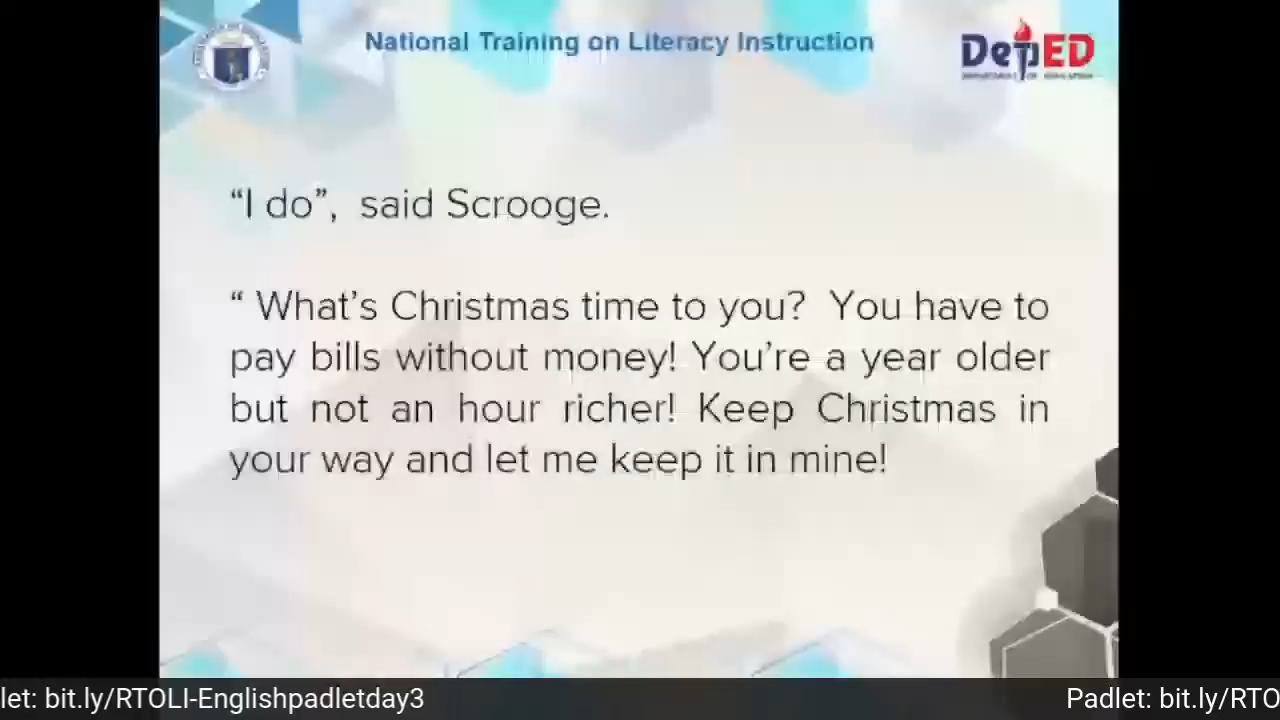 National Training on Literacy Instruction
DepED
“I do”, said Scrooge.
“ What’s Christmas time to you? You have to
pay bills without money! You’re a year older
but not an hour richer! Keep Christmas in
your way and let me keep it in mine!
let: bit.ly/RTOLI-Englishpadletday3
Padlet: bit.ly/RTO